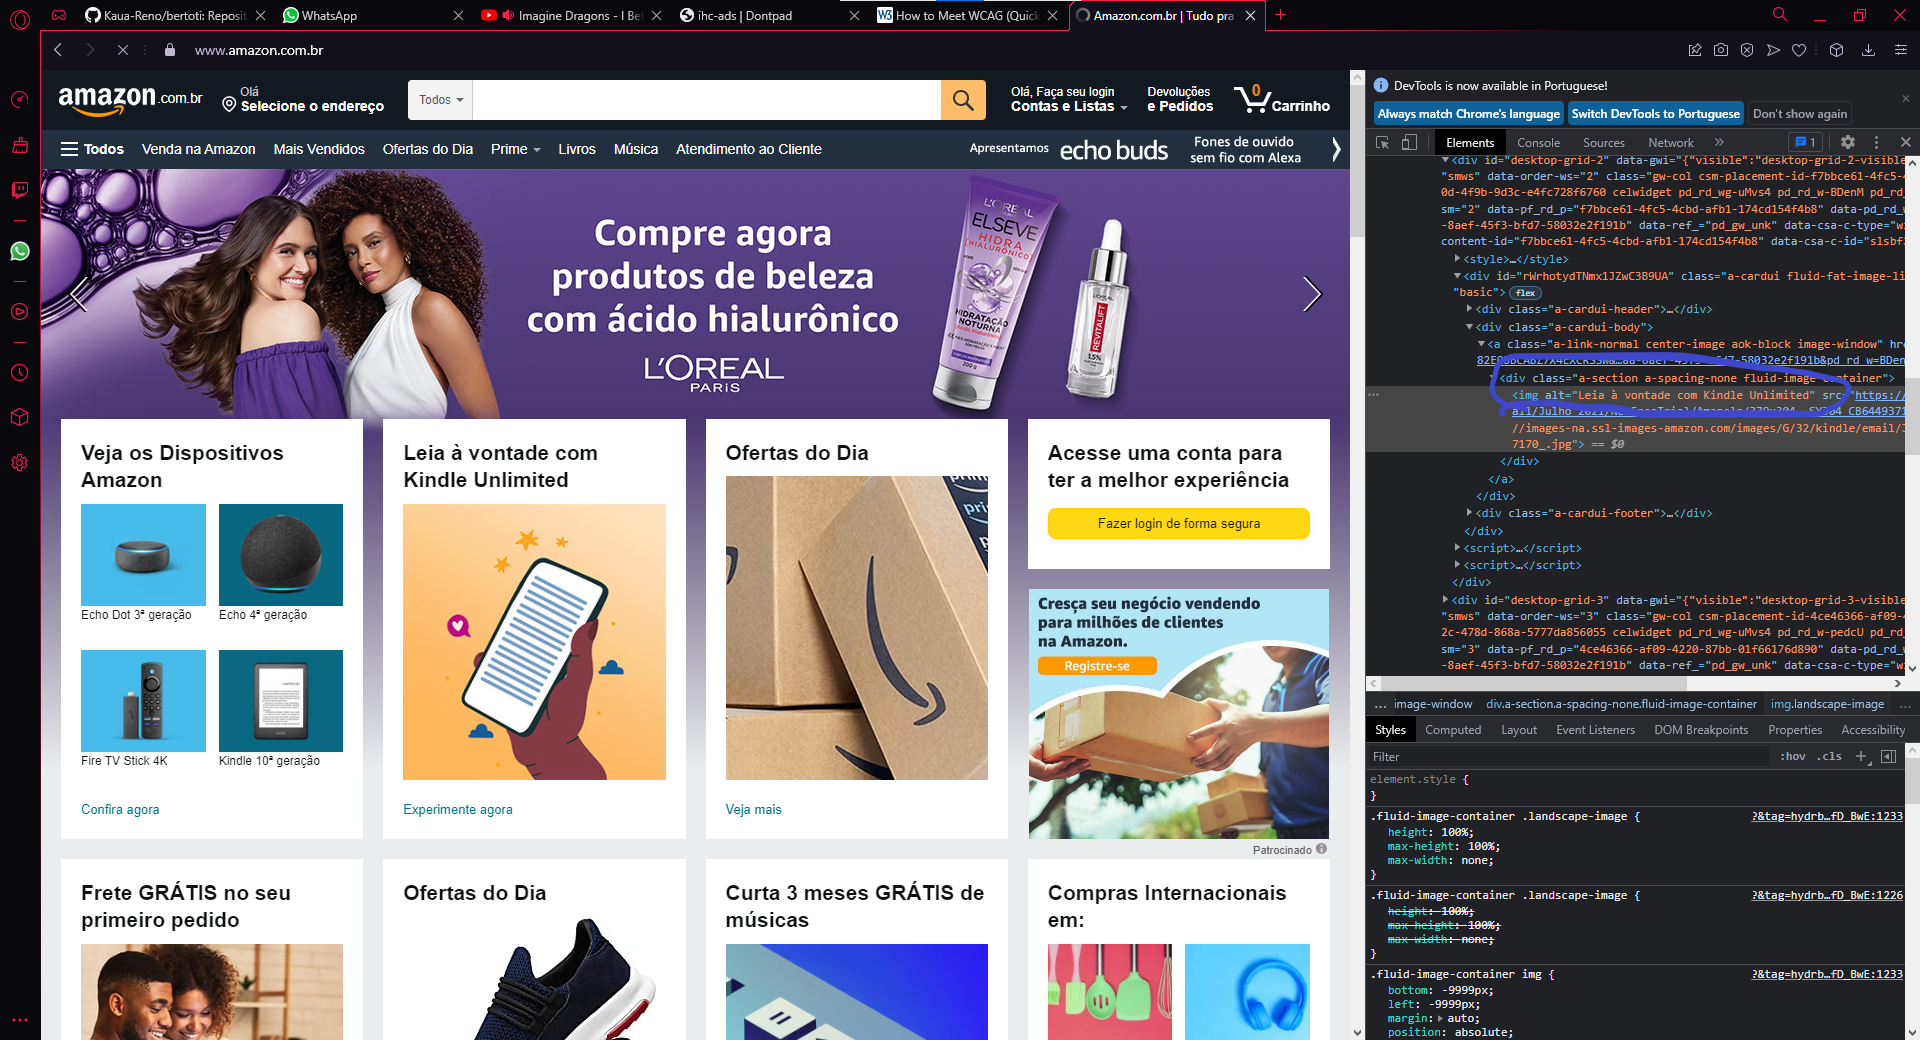 Kaua-Reno/bertoti: Reposit
WhatsApp
Imagine Dragons - I Bet
ihc-ads | Dontpad
W3 How to Meet WCAG (Quick
Amazon.com.br | Tudo pra
www.amazon.com.br
amazon.com.br
Olá
Selecione o endereço
Todos
Olá, Faça seu login
Contas e Listas
Devoluções
e Pedidos
0
Carrinho
Todos
Venda na Amazon
Mais Vendidos
Ofertas do Dia
Prime
Livros
Música
Atendimento ao Cliente
Apresentamos echo buds
Fones de ouvido
sem fio com Alexa
Compre agora
produtos de beleza
com ácido hialurônico
L'ORÉAL
PARIS
L'ORÉAL
ELSEVE
HIDRA
[HIALURÔNICO]
HIDRATAÇÃO
NOTURNA
200 g
REVITALIFT
1,5%
Veja os Dispositivos
Amazon
Echo Dot 3ª geração
Echo 4ª geração
Fire TV Stick 4K
Kindle 10ª geração
Confira agora
Leia à vontade com
Kindle Unlimited
Experimente agora
Ofertas do Dia
Veja mais
Acesse uma conta para
ter a melhor experiência
Fazer login de forma segura
Cresça seu negócio vendendo
para milhões de clientes
na Amazon.
Registre-se
Patrocinado
Frete GRÁTIS no seu
primeiro pedido
Ofertas do Dia
Curta 3 meses GRÁTIS de
músicas
Compras Internacionais
em:
DevTools is now available in Portuguese!
Always match Chrome's language
Switch DevTools to Portuguese
Don't show again
Elements
Console
Sources
Network
1
<div id="desktop-grid-2" data-gwi="{"visible":"desktop-grid-2-visible
"smws" data-order-ws="2" class="gw-col csm-placement-id-f7bbce61-4fc5-4
0d-4f9b-9d3c-e4fc728f6760 celwidget pd_rd_wg-uMvs4 pd_rd_w-BDenM pd_rd_
sm="2" data-pf_rd_p="f7bbce61-4fc5-4cbd-afb1-174cd154f4b8" data-pd_rd_w
-8aef-45f3-bfd7-58032e2f191b" data-ref_="pd_gw_unk" data-csa-c-type="w
content-id="f7bbce61-4fc5-4cbd-afb1-174cd154f4b8" data-csa-c-id="slsbf
<style>…</style>
<div id="rWrhotydTNmx1JZwC3B9UA" class="a-cardui fluid-fat-image-li
"basic"> flex
<div class="a-cardui-header">…</div>
<div class="a-cardui-body">
<a class="a-link-normal center-image aok-block image-window" hre
<div class="a-section a-spacing-none fluid-image-container">
<img alt="Leia à vontade com Kindle Unlimited" src="https://
//images-na.ssl-images-amazon.com/images/G/32/kindle/email/J
7170_.jpg"> == $0
</div>
</a>
</div>
<div class="a-cardui-footer">…</div>
</div>
<script>…</script>
<script>…</script>
</div>
<div id="desktop-grid-3" data-gwi="{"visible":"desktop-grid-3-visible
"smws" data-order-ws="3" class="gw-col csm-placement-id-4ce46366-af09-4
2c-478d-868a-5777da856055 celwidget pd_rd_wg-uMvs4 pd_rd_w-pedcU pd_rd_
sm="3" data-pf_rd_p="4ce46366-af09-4220-87bb-01f66176d890" data-pd_rd_w
-8aef-45f3-bfd7-58032e2f191b" data-ref_="pd_gw_unk" data-csa-c-type="w
... image-window div.a-section.a-spacing-none.fluid-image-container img.landscape-image ...
Styles
Computed
Layout
Event Listeners
DOM Breakpoints
Properties
Accessibility
Filter
:hov .cls +
element.style {
}
.fluid-image-container .landscape-image { ?&tag=hydrb…fD_BwE:1233
height: 100%;
max-height: 100%;
max-width: none;
}
.fluid-image-container .landscape-image { ?&tag=hydrb…fD_BwE:1226
height: 100%;
max-height: 100%;
max-width: none;
}
.fluid-image-container img { ?&tag=hydrb…fD_BwE:1233
bottom: -9999px;
left: -9999px;
margin: auto;
position: absolute;